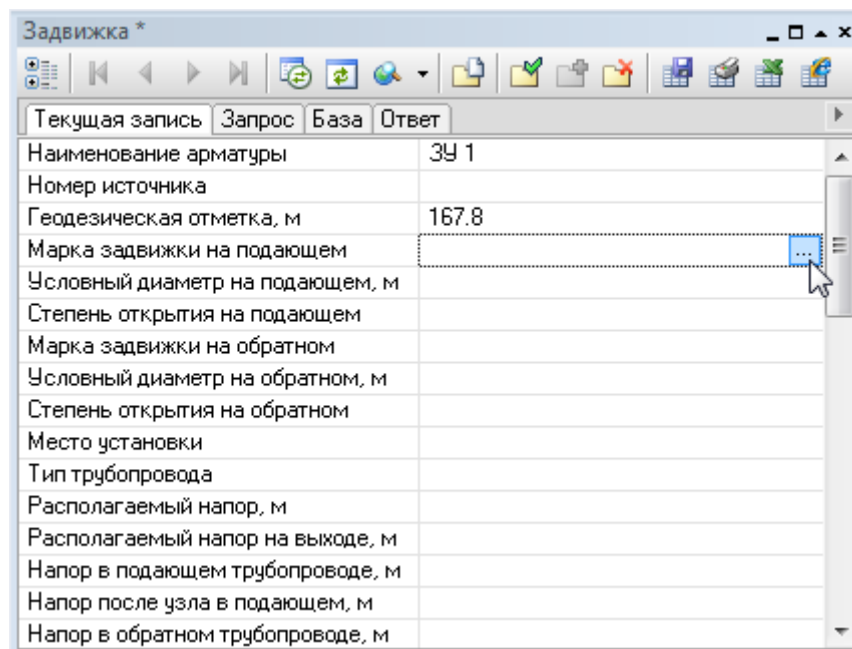 Задвижка *
Текущая запись Запрос База Ответ
Наименование арматуры ЗУ 1
Номер источника
Геодезическая отметка, м 167.8
Марка задвижки на подающем ...
Условный диаметр на подающем, м
Степень открытия на подающем
Марка задвижки на обратном
Условный диаметр на обратном, м
Степень открытия на обратном
Место установки
Тип трубопровода
Располагаемый напор, м
Располагаемый напор на выходе, м
Напор в подающем трубопроводе, м
Напор после узла в подающем, м
Напор в обратном трубопроводе, м